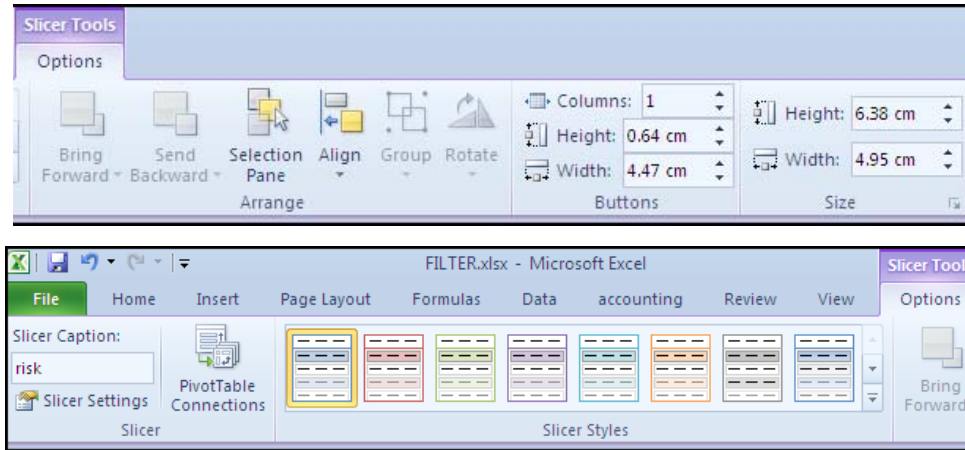 Slicer Tools
Options
Bring Forward
Send Backward
Selection Pane
Align
Group
Rotate
Arrange
Columns: 1
Height: 0.64 cm
Width: 4.47 cm
Buttons
Height: 6.38 cm
Width: 4.95 cm
Size
FILTER.xlsx - Microsoft Excel
Slicer Tool
File Home Insert Page Layout Formulas Data accounting Review View Options
Slicer Caption:
risk
Slicer Settings
PivotTable
Connections
Slicer
Slicer Styles
Bring
Forward